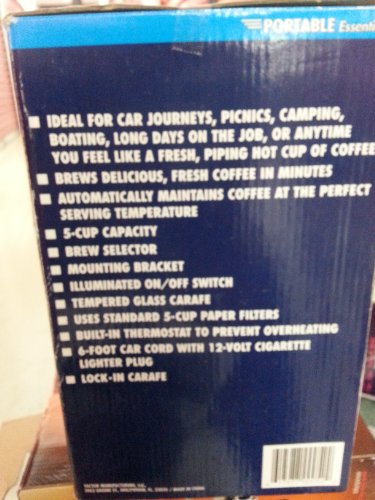 PORTABLE Essenti
IDEAL FOR CAR JOURNEYS, PICNICS, CAMPING,
BOATING, LONG DAYS ON THE JOB, OR ANYTIME
YOU FEEL LIKE A FRESH, PIPING HOT CUP OF COFFEE
BREWS DELICIOUS, FRESH COFFEE IN MINUTES
AUTOMATICALLY MAINTAINS COFFEE AT THE PERFECT
SERVING TEMPERATURE
5-CUP CAPACITY
BREW SELECTOR
MOUNTING BRACKET
ILLUMINATED ON/OFF SWITCH
TEMPERED GLASS CARAFE
USES STANDARD 5-CUP PAPER FILTERS
BUILT-IN THERMOSTAT TO PREVENT OVERHEATING
6-FOOT CAR CORD WITH 12-VOLT CIGARETTE
LIGHTER PLUG
LOCK-IN CARAFE
MANUFACTURING,
HOLLYWOOD, FL / MADE IN CHINA